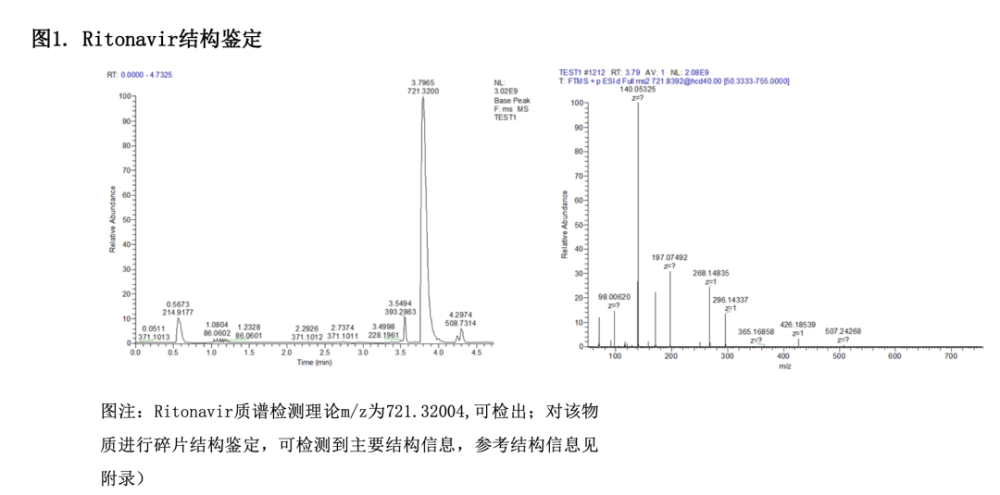 图1. Ritonavir结构鉴定
RT: 0.0000 - 4.7325
3.7965
721.3200
NL:
3.02E9
Base Peak
F: ms MS
TEST1
Relative Abundance
100
90
80
70
60
50
40
30
20
10
0
0.0511
371.1013
0.5673
214.9177
1.0804
86.0602
1.2328
86.0601
2.2926
371.1012
2.7374
371.1011
3.4998
228.1961
3.5494
393.2863
4.2974
508.7314
0.0 0.5 1.0 1.5 2.0 2.5 3.0 3.5 4.0 4.5
Time (min)
TEST1 #1212 RT: 3.79 AV: 1 NL: 2.08E9
T: FTMS + p ESI d Full ms2 721.8392@hcd40.00 [50.3333-755.0000]
140.05325
z=?
Relative Abundance
100
90
80
70
60
50
40
30
20
10
0
98.00620
z=?
197.07492
z=?
268.14835
z=1
296.14337
z=1
365.16858
z=?
426.18539
z=1
507.24268
z=?
100 200 300 400 500 600 700
m/z
图注：Ritonavir质谱检测理论m/z为721.32004,可检出；对该物
质进行碎片结构鉴定，可检测到主要结构信息，参考结构信息见
附录）